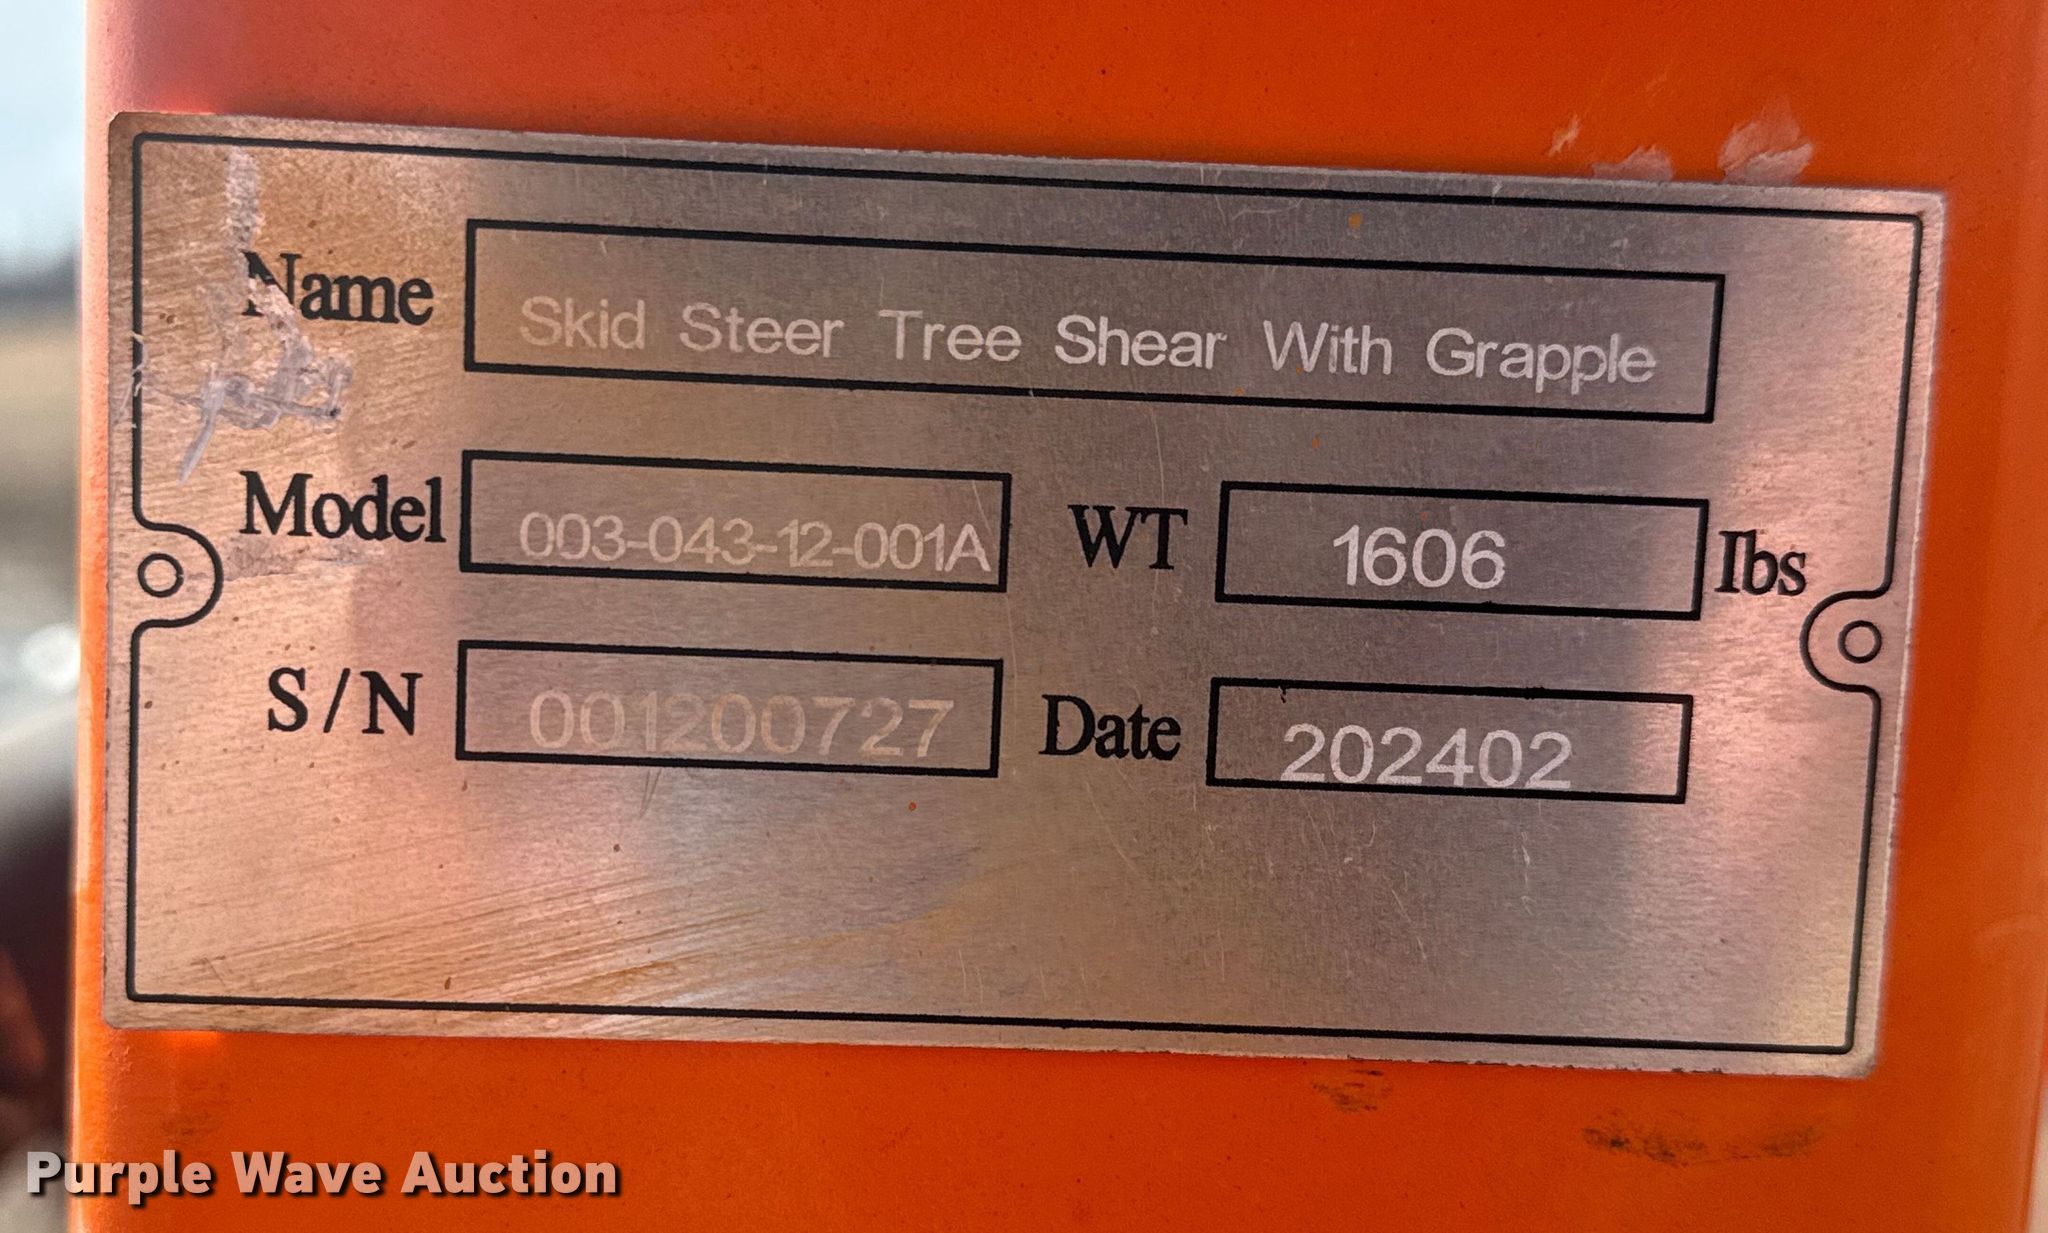 Name Skid Steer Tree Shear With Grapple
Model 003-043-12-001A WT 1606 Ibs
S/N 001200727 Date 202402
Purple Wave Auction